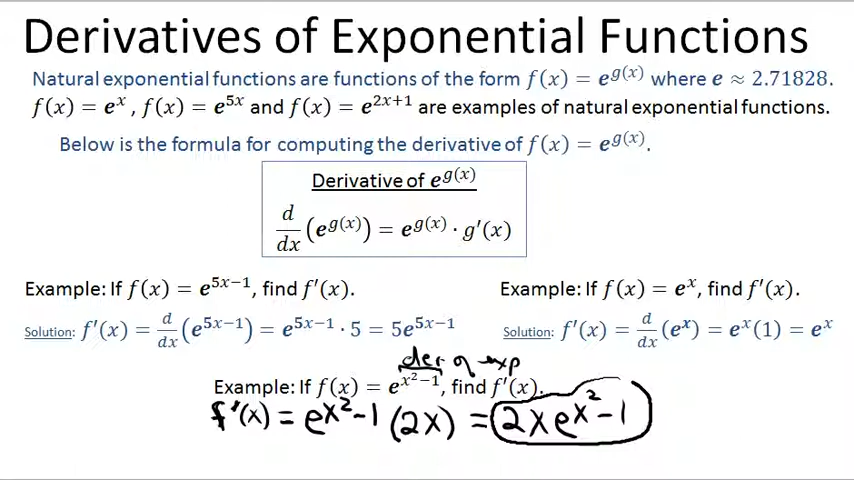 Derivatives of Exponential Functions
Natural exponential functions are functions of the form f(x) = e^{g(x)} where e ≈ 2.71828.
f(x) = e^x , f(x) = e^{5x} and f(x) = e^{2x+1} are examples of natural exponential functions.
Below is the formula for computing the derivative of f(x) = e^{g(x)}.
Derivative of e^{g(x)}
d/dx (e^{g(x)}) = e^{g(x)} · g′(x)
Example: If f(x) = e^{5x−1}, find f′(x).
Solution: f′(x) = d/dx (e^{5x−1}) = e^{5x−1} · 5 = 5e^{5x−1}
Example: If f(x) = e^x, find f′(x).
Solution: f′(x) = d/dx (e^x) = e^x(1) = e^x
der of exp
Example: If f(x) = e^{x²−1}, find f′(x).
f′(x) = e^{x²−1} (2x) = 2xe^{x²−1}